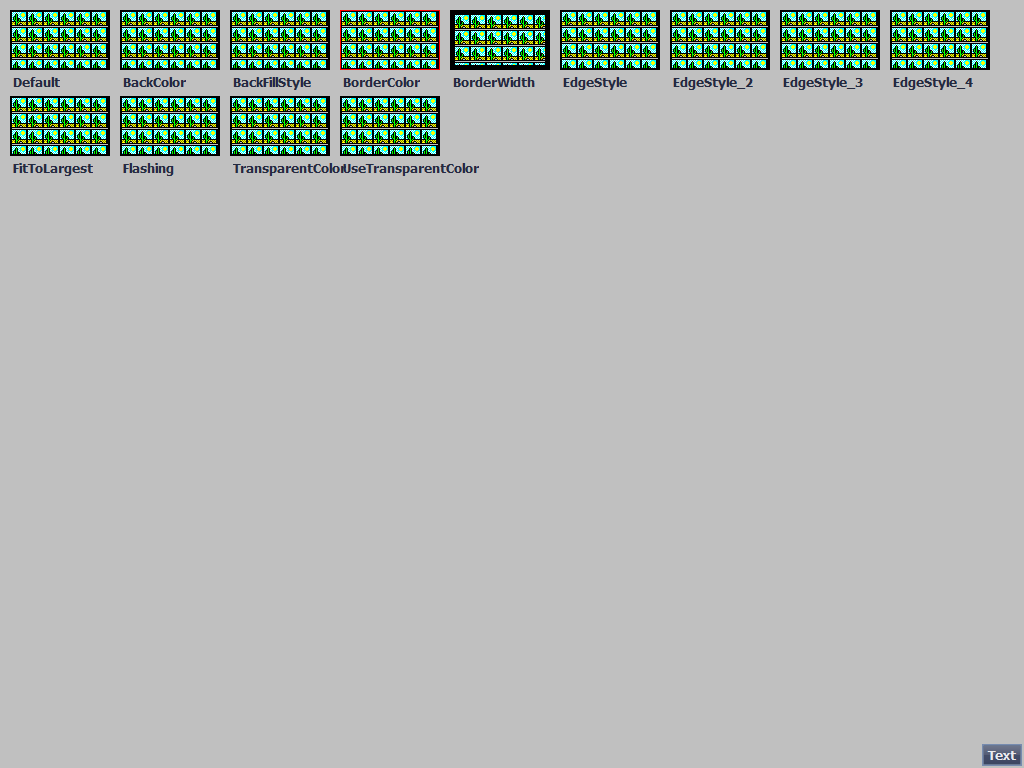 Default BackColor BackFillStyle BorderColor BorderWidth EdgeStyle EdgeStyle_2 EdgeStyle_3 EdgeStyle_4
FitToLargest Flashing TransparentColor UseTransparentColor
Text